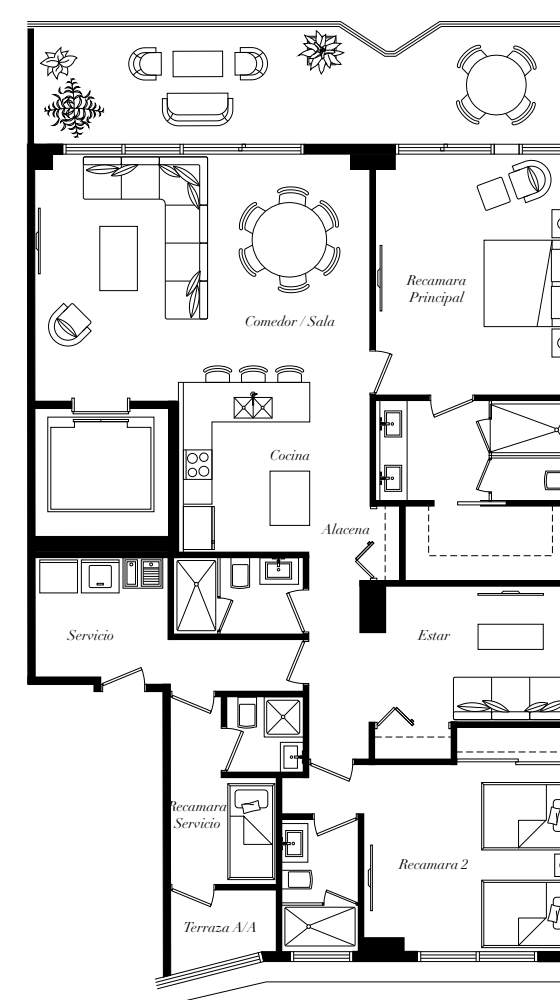 Recamara
Principal
Comedor / Sala
Cocina
Alacena
Servicio
Estar
Recamara
Servicio
Recamara 2
Terraza A/A